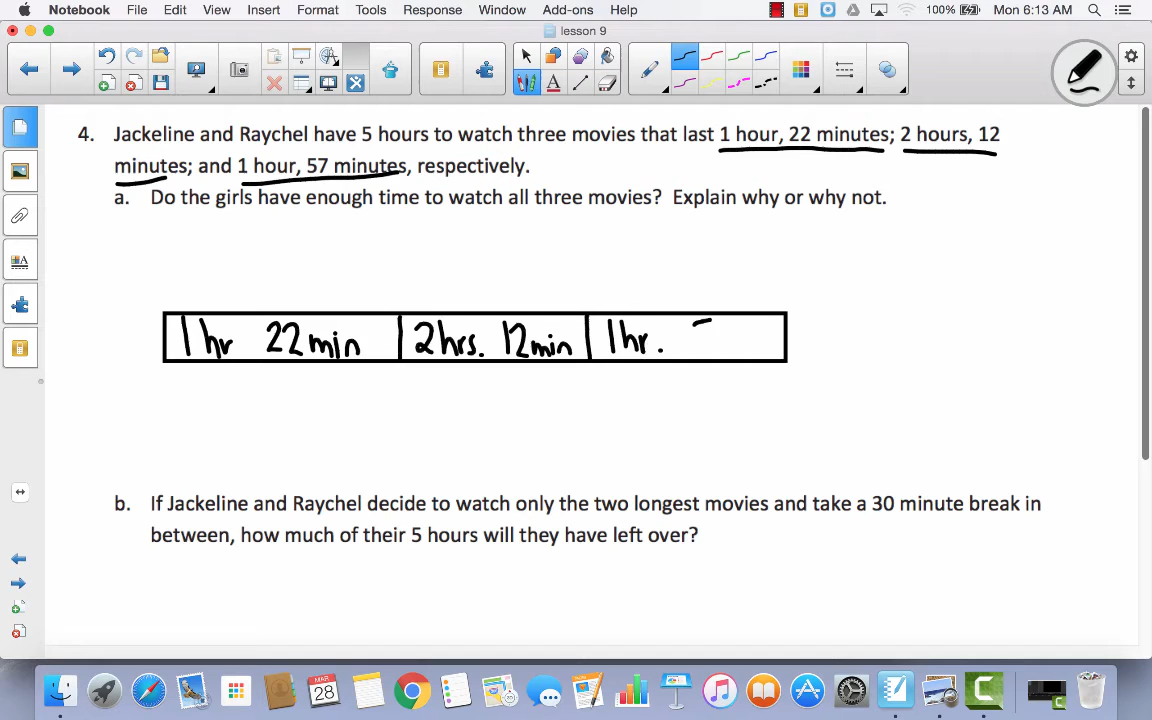 Notebook File Edit View Insert Format Tools Response Window Add-ons Help 100% Mon 6:13 AM
lesson 9
4. Jackeline and Raychel have 5 hours to watch three movies that last 1 hour, 22 minutes; 2 hours, 12
minutes; and 1 hour, 57 minutes, respectively.
a. Do the girls have enough time to watch all three movies? Explain why or why not.
1 hr 22 min 2 hrs. 12 min 1 hr.
b. If Jackeline and Raychel decide to watch only the two longest movies and take a 30 minute break in
between, how much of their 5 hours will they have left over?
MAR
28